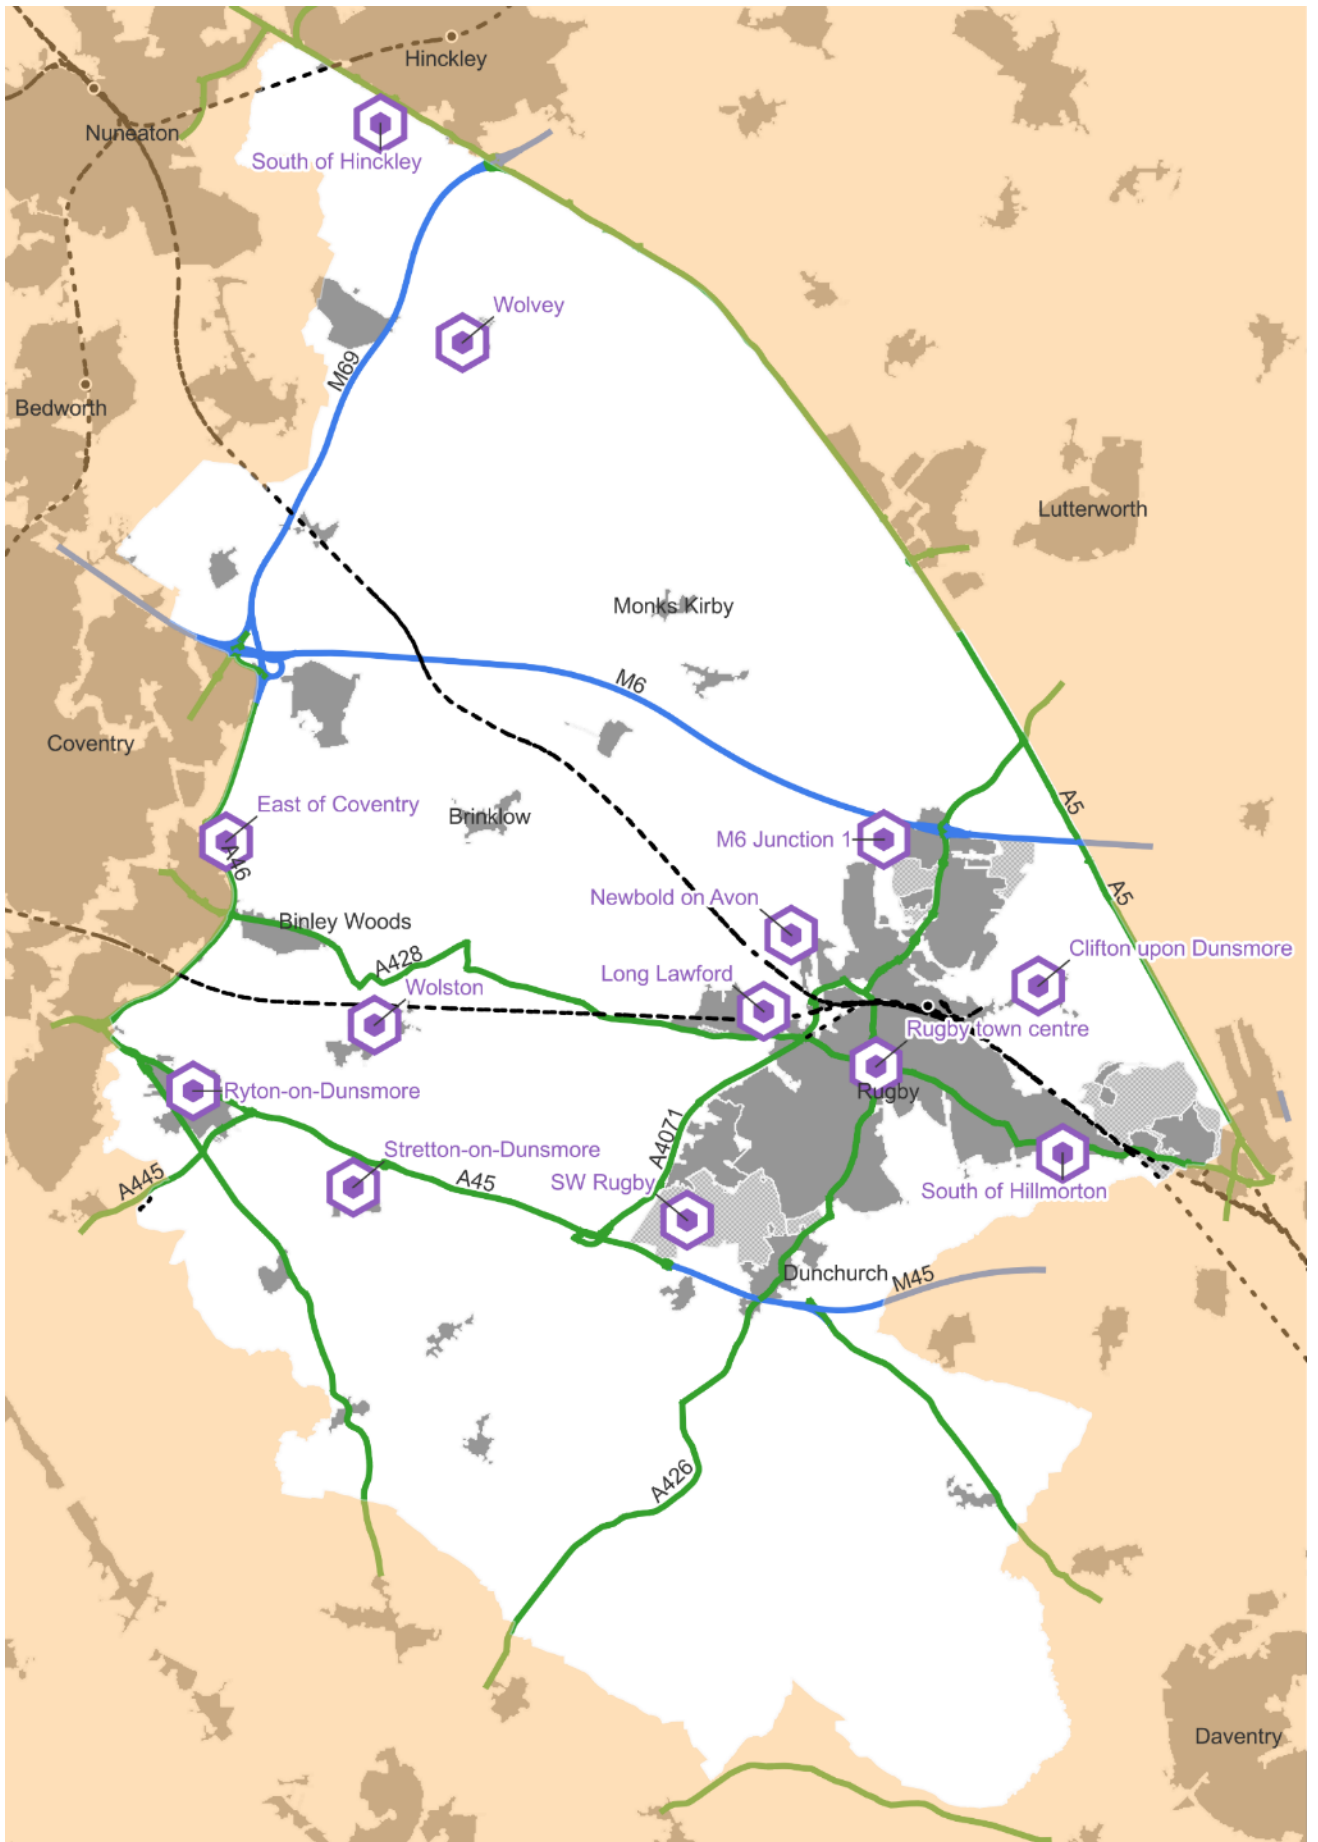 Hinckley
Nuneaton
South of Hinckley
Wolvey
M69
Bedworth
Lutterworth
Monks Kirby
M6
Coventry
A5
East of Coventry
Brinklow
M6 Junction 1
A46
A5
Newbold on Avon
Binley Woods
Clifton upon Dunsmore
A428
Long Lawford
Wolston
Rugby town centre
Ryton-on-Dunsmore
Rugby
A4071
Stretton-on-Dunsmore
A445
A45
SW Rugby
South of Hillmorton
Dunchurch
M45
A426
Daventry